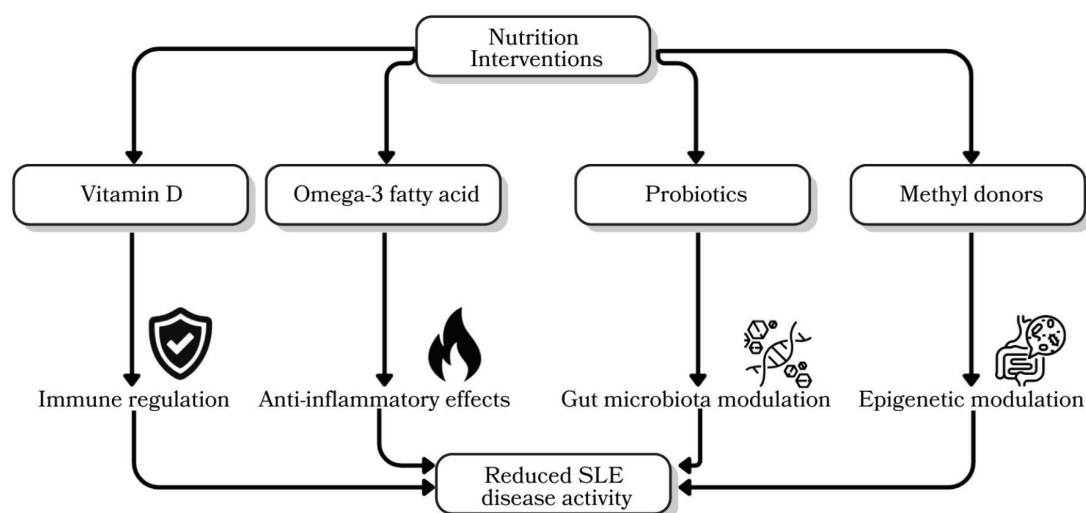 Nutrition
Interventions
Vitamin D
Omega-3 fatty acid
Probiotics
Methyl donors
Immune regulation
Anti-inflammatory effects
Gut microbiota modulation
Epigenetic modulation
Reduced SLE
disease activity